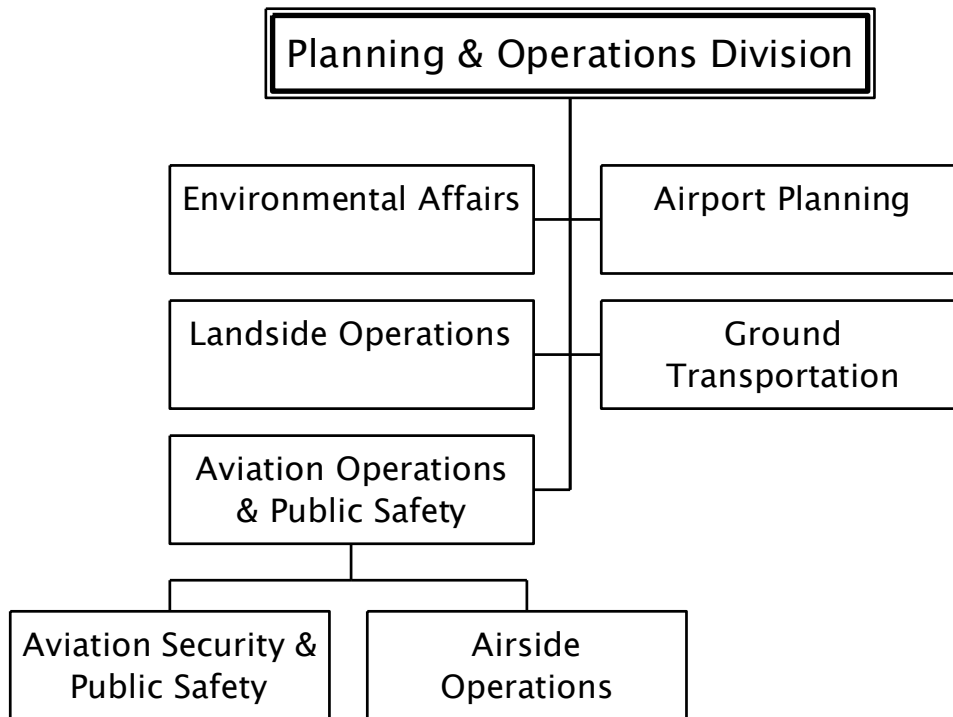 Planning & Operations Division
Environmental Affairs
Airport Planning
Landside Operations
Ground
Transportation
Aviation Operations
& Public Safety
Aviation Security &
Public Safety
Airside
Operations